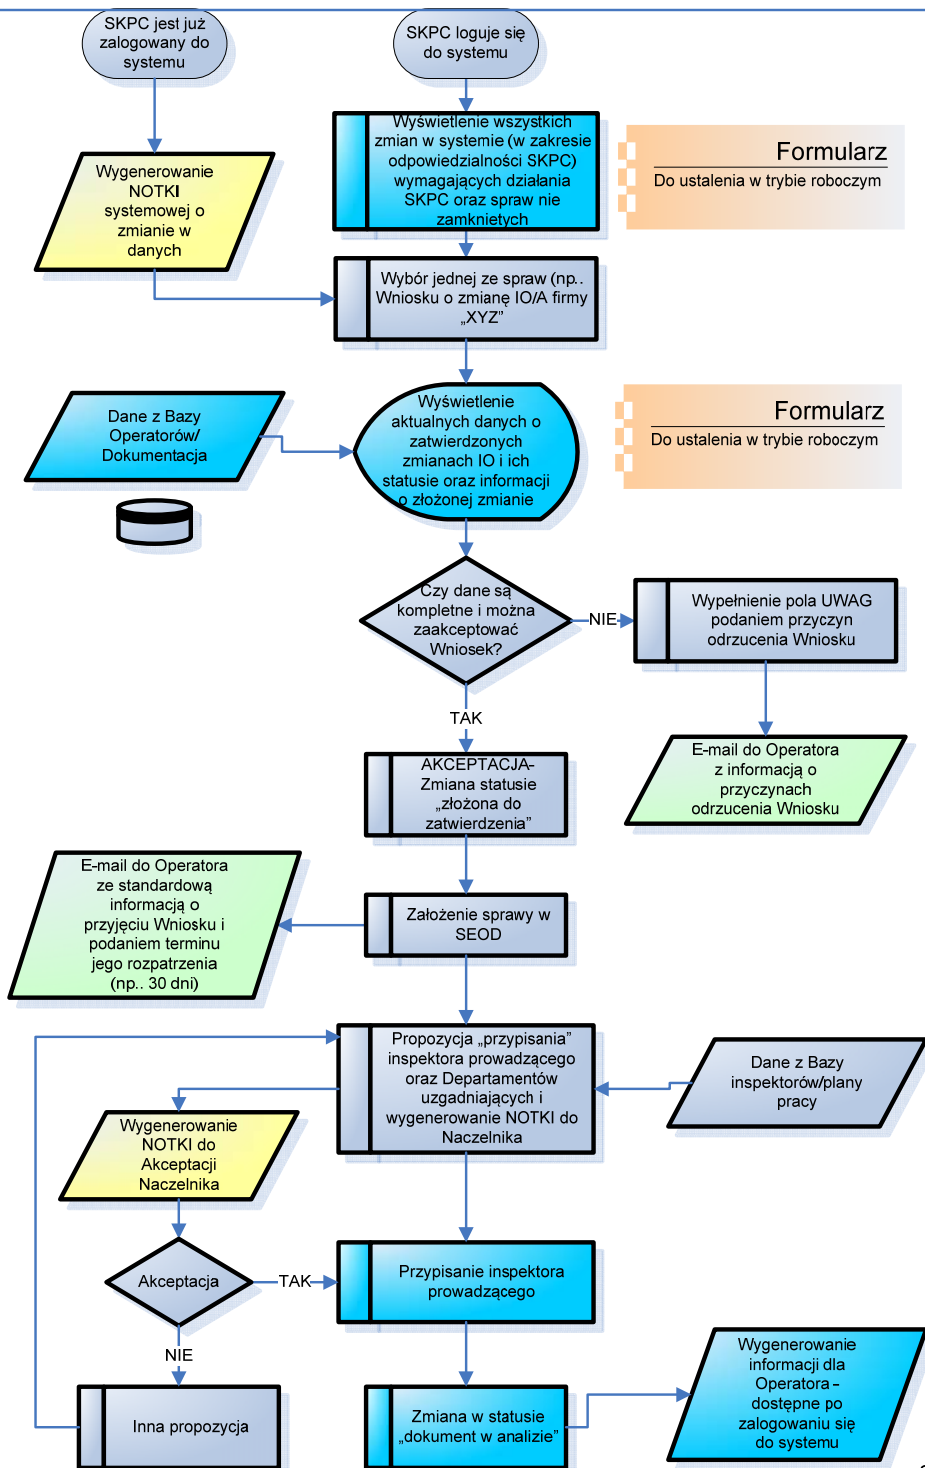 SKPC jest już
zalogowany do
systemu
SKPC loguje się
do systemu
Wyświetlenie wszystkich
zmian w systemie (w zakresie
odpowiedzialności SKPC)
wymagających działania
SKPC oraz spraw nie
zamknietych
Formularz
Do ustalenia w trybie roboczym
Wygenerowanie
NOTKI
systemowej o
zmianie w
danych
Wybór jednej ze spraw (np..
Wniosku o zmianę IO/A firmy
„XYZ”
Dane z Bazy
Operatorów/
Dokumentacja
Wyświetlenie
aktualnych danych o
zatwierdzonych
zmianach IO i ich
statusie oraz informacji
o złożonej zmianie
Formularz
Do ustalenia w trybie roboczym
Czy dane są
kompletne i można
zaakceptować
Wniosek?
NIE
Wypełnienie pola UWAG
podaniem przyczyn
odrzucenia Wniosku
TAK
E-mail do Operatora
z informacją o
przyczynach
odrzucenia Wniosku
AKCEPTACJA–
Zmiana statusie
„złożona do
zatwierdzenia”
E-mail do Operatora
ze standardową
informacją o
przyjęciu Wniosku i
podaniem terminu
jego rozpatrzenia
(np.. 30 dni)
Założenie sprawy w
SEOD
Propozycja „przypisania”
inspektora prowadzącego
oraz Departamentów
uzgadniających i
wygenerowanie NOTKI do
Naczelnika
Dane z Bazy
inspektorów/plany
pracy
Wygenerowanie
NOTKI do
Akceptacji
Naczelnika
Akceptacja
TAK
Przypisanie inspektora
prowadzącego
NIE
Inna propozycja
Zmiana w statusie
„dokument w analizie”
Wygenerowanie
informacji dla
Operatora –
dostępne po
zalogowaniu się
do systemu